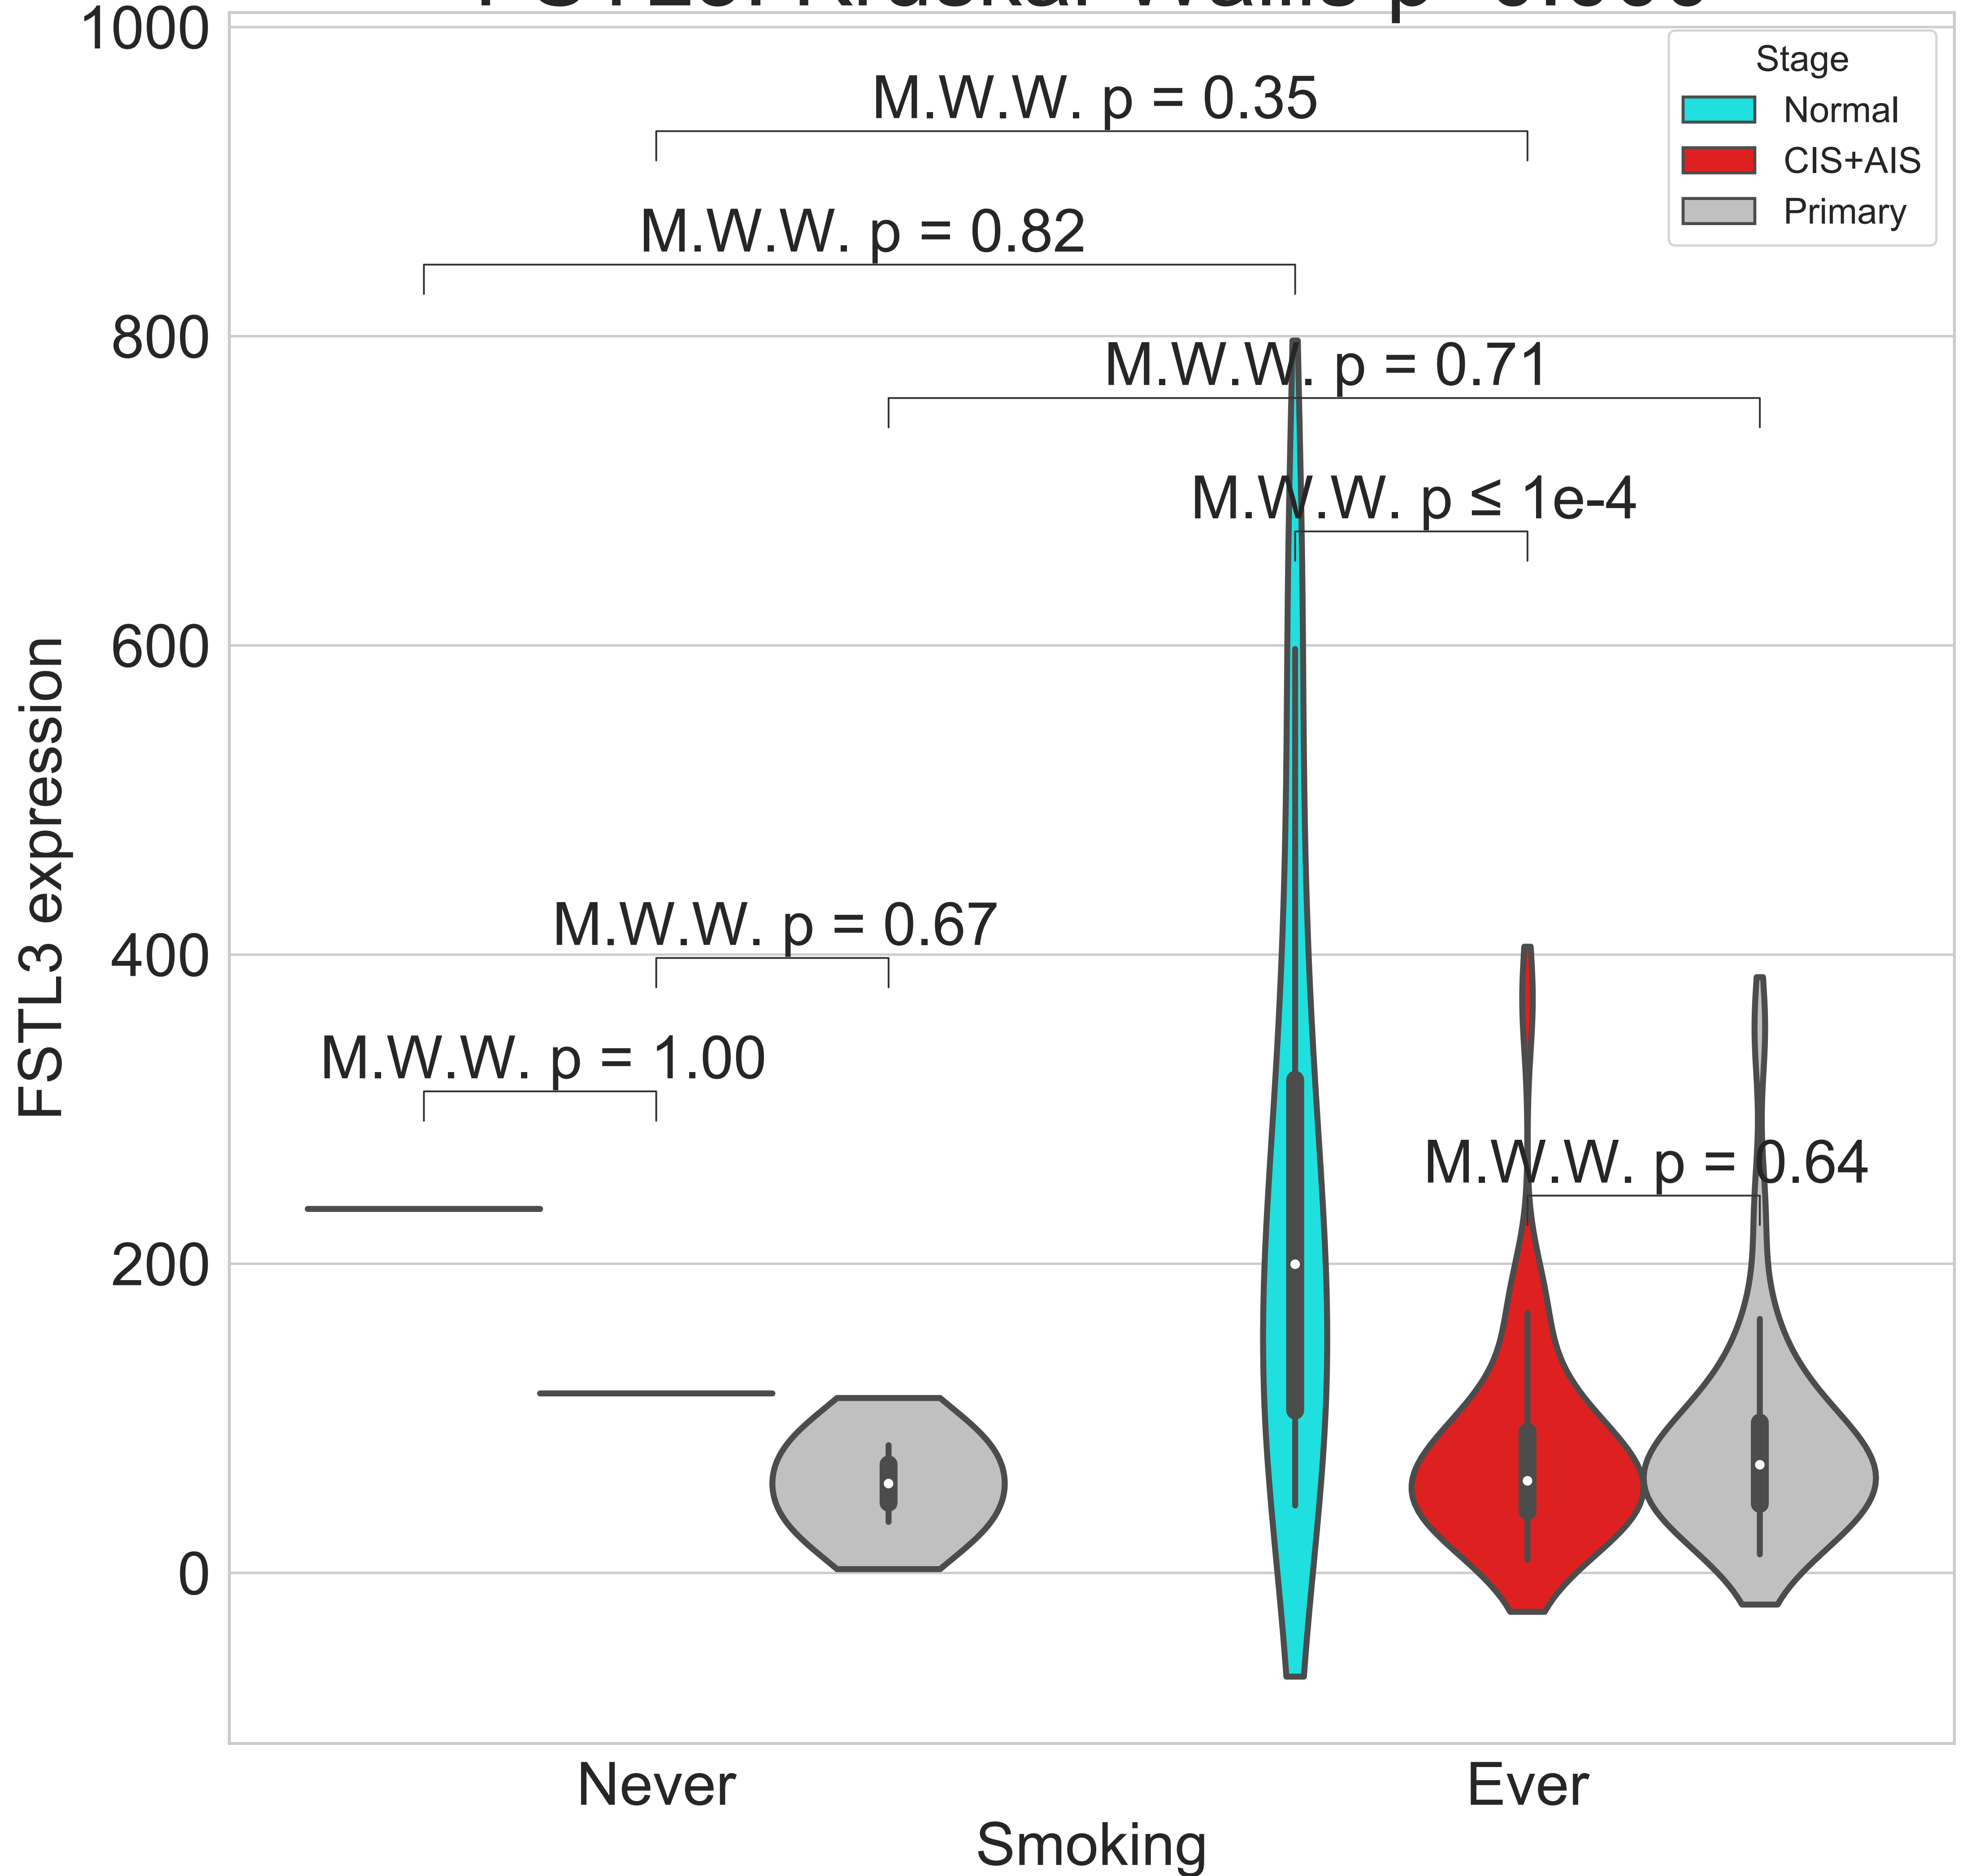 1000
M.W.W. p = 0.35
Stage
Normal
CIS+AIS
Primary
M.W.W. p = 0.82
800
M.W.W. p = 0.71
M.W.W. p ≤ 1e-4
600
FSTL3 expression
M.W.W. p = 0.67
400
M.W.W. p = 1.00
M.W.W. p = 0.64
200
0
Never
Ever
Smoking